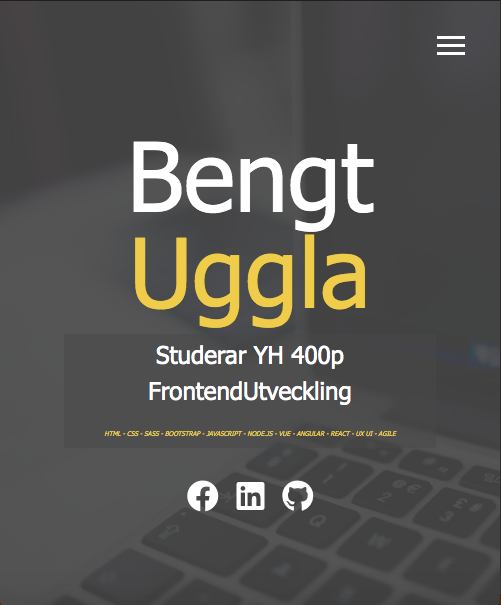 Bengt
Uggla
Studerar YH 400p
FrontendUtveckling
HTML - CSS - SASS - BOOTSTRAP - JAVASCRIPT - NODE.JS - VUE - ANGULAR - REACT - UX UI - AGILE